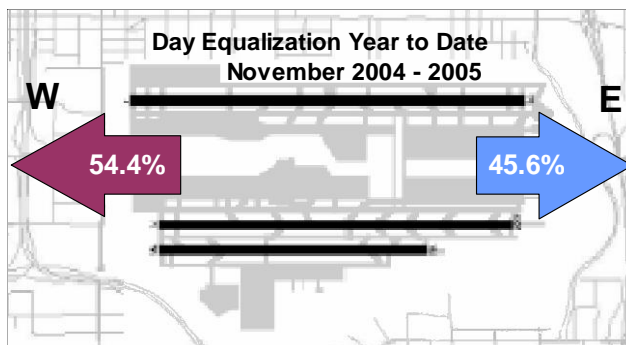 Day Equalization Year to Date
November 2004 - 2005
W
E
54.4%
45.6%